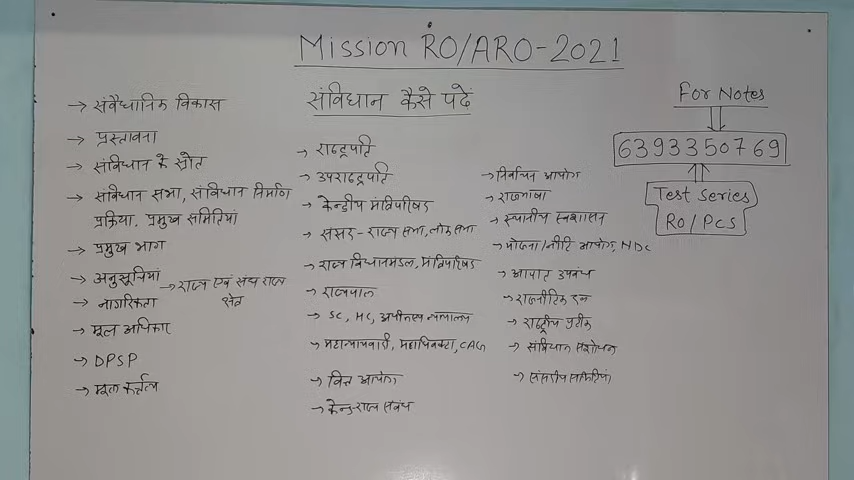 Mission RO/ARO-2021
संविधान कैसे पढ़ें
→ संवैधानिक विकास
→ प्रस्तावना
→ संविधान के स्रोत
→ संविधान सभा, संविधान निर्माण
प्रक्रिया, प्रमुख समितियां
→ प्रमुख भाग
→ अनुसूचियां
→ राज्य एवं संघ राज्य
क्षेत्र
→ नागरिकता
→ मूल अधिकार
→ DPSP
→ मूल कर्त्तव्य
→ राष्ट्रपति
→ उपराष्ट्रपति
→ केन्द्रीय मंत्रिपरिषद
→ संसद - राज्य सभा, लोक सभा
→ राज्य विधानमंडल, मंत्रिपरिषद
→ राज्यपाल
→ SC, HC, अधीनस्थ न्यायालय
→ महान्यायवादी, महाधिवक्ता, CAG
→ वित्त आयोग
→ केन्द्र-राज्य संबंध
→ निर्वाचन आयोग
→ राजभाषा
→ स्थानीय स्वशासन
→ योजना/नीति आयोग, NDC
→ आपात उपबंध
→ राजनीतिक दल
→ राष्ट्रीय प्रतीक
→ संविधान संशोधन
→ संसदीय समितियां
For Notes
6393350769
Test Series
RO/PCS